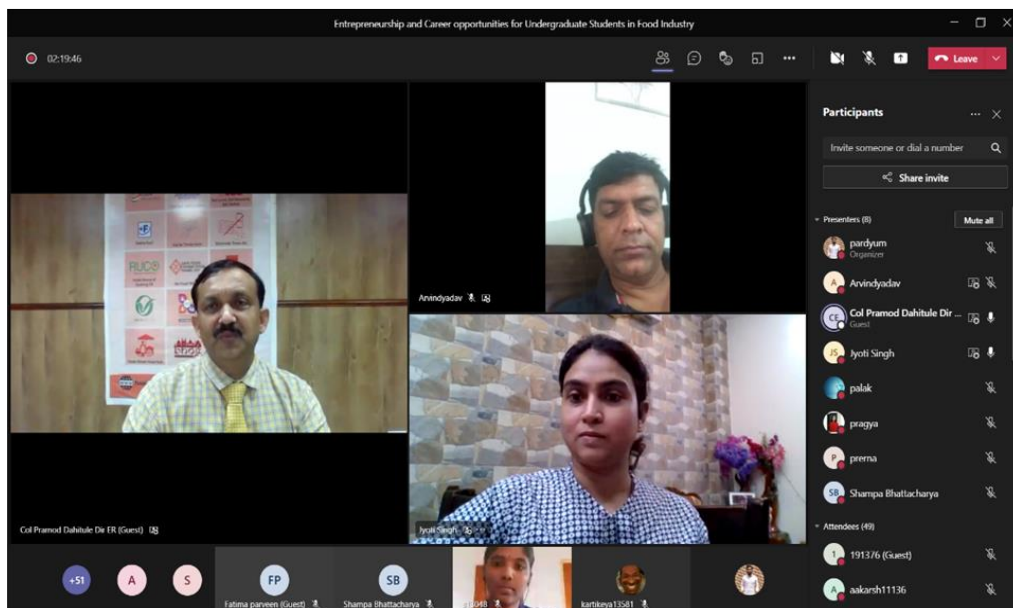 Entrepreneurship and Career opportunities for Undergraduate Students in Food Industry
02:19:46
Leave
RUCO
Arvindyadav
Col Pramod Dahitule Dir ER (Guest)
Jyoti Singh
+51
A
S
FP
Fatima parveen (Guest)
SB
Shampa Bhattacharya
kartikeya13581
Participants
Invite someone or dial a number
Share invite
Presenters (8)
Mute all
pardyum
Organizer
A
Arvindyadav
CE
Col Pramod Dahitule Dir ...
Guest
JS
Jyoti Singh
palak
pragya
P
prerna
SB
Shampa Bhattacharya
Attendees (49)
1
191376 (Guest)
A
aakarsh11136